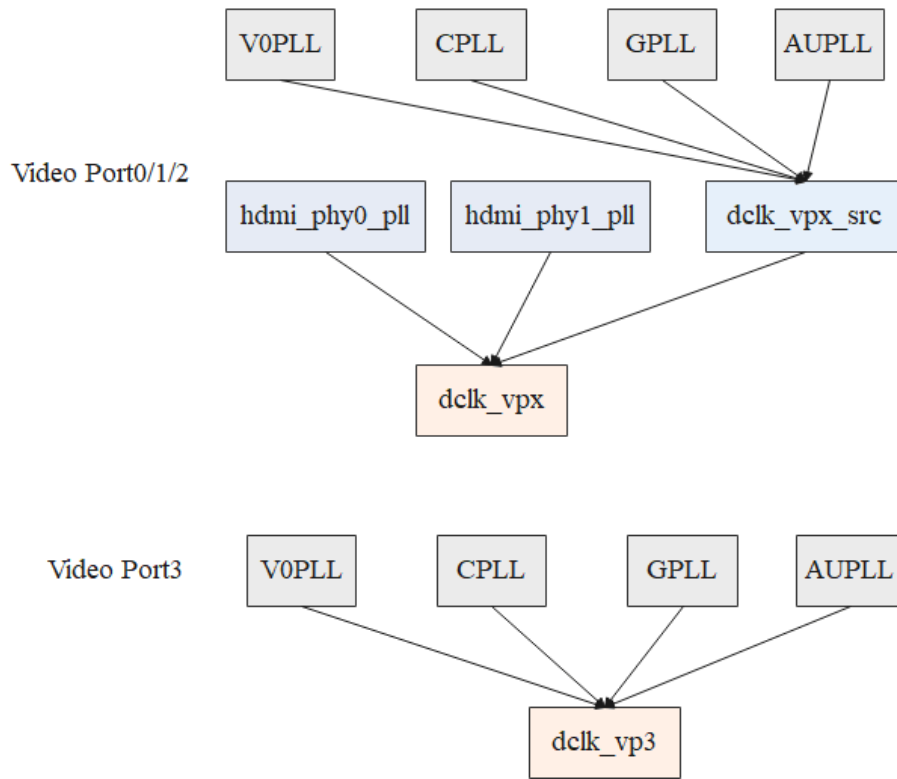 V0PLL
CPLL
GPLL
AUPLL
Video Port0/1/2
hdmi_phy0_pll
hdmi_phy1_pll
dclk_vpx_src
dclk_vpx
Video Port3
V0PLL
CPLL
GPLL
AUPLL
dclk_vp3